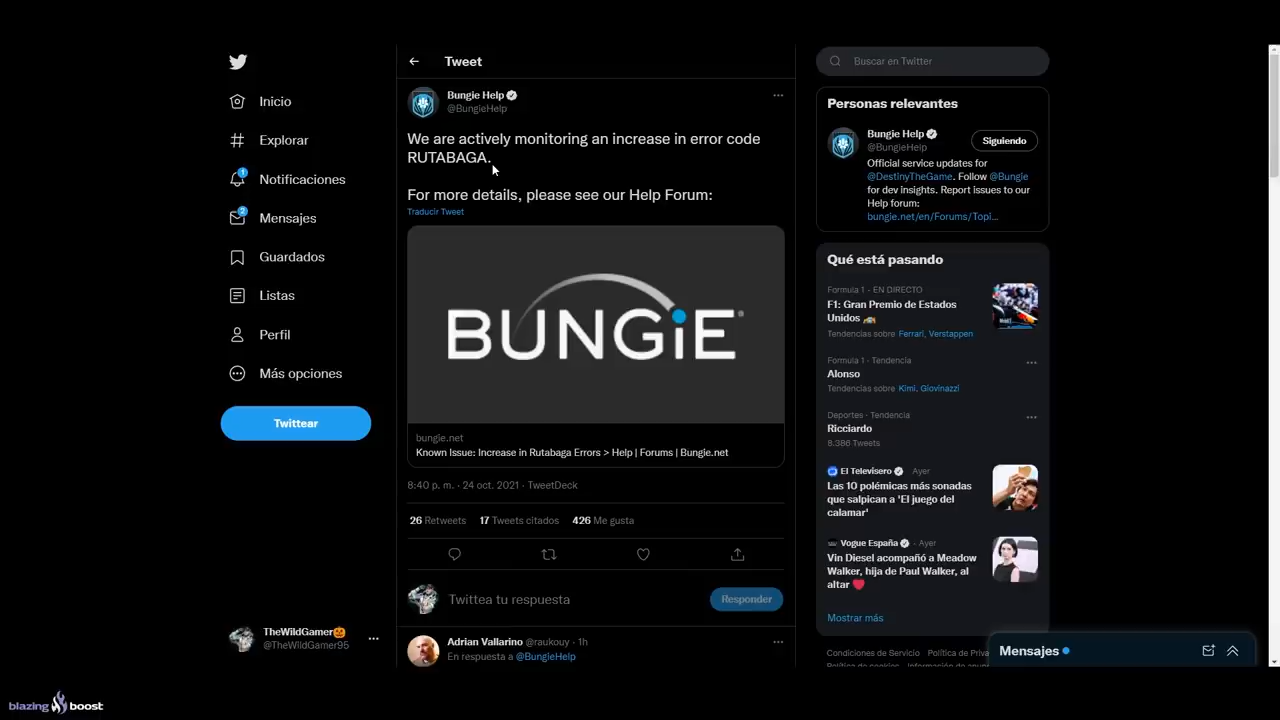 Tweet
Buscar en Twitter
Inicio
Explorar
1
Notificaciones
2
Mensajes
Guardados
Listas
Perfil
Más opciones
Twittear
TheWildGamer🎃
@TheWildGamer95
Bungie Help
@BungieHelp
We are actively monitoring an increase in error code
RUTABAGA.
For more details, please see our Help Forum:
Traducir Tweet
BUNGiE
bungie.net
Known Issue: Increase in Rutabaga Errors > Help | Forums | Bungie.net
8:40 p. m. · 24 oct. 2021 · TweetDeck
26 Retweets 17 Tweets citados 426 Me gusta
Twittea tu respuesta
Responder
Adrian Vallarino @raukouy · 1h
En respuesta a @BungieHelp
Personas relevantes
Bungie Help
@BungieHelp
Siguiendo
Official service updates for
@DestinyTheGame. Follow @Bungie
for dev insights. Report issues to our
Help forum:
bungie.net/en/Forums/Topi...
Qué está pasando
Formula 1 · EN DIRECTO
F1: Gran Premio de Estados
Unidos
Tendencias sobre Ferrari, Verstappen
Formula 1 · Tendencia
Alonso
Tendencias sobre Kimi, Giovinazzi
Deportes · Tendencia
Ricciardo
8.386 Tweets
El Televisero · Ayer
Las 10 polémicas más sonadas
que salpican a 'El juego del
calamar'
Vogue España · Ayer
Vin Diesel acompañó a Meadow
Walker, hija de Paul Walker, al
altar ❤️
Mostrar más
Condiciones de Servicio Política de Priva
Mensajes
blazing boost